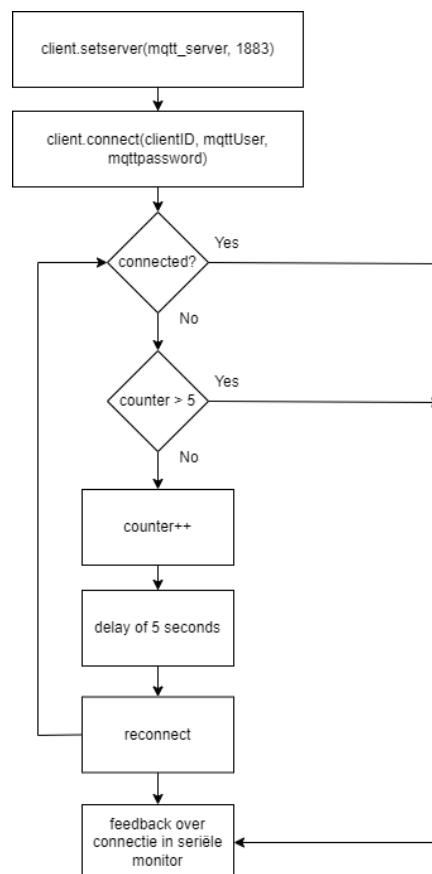 client.setserver(mqtt_server, 1883)
client.connect(clientID, mqttUser,
mqttpassword)
connected?
Yes
No
counter > 5
Yes
No
counter++
delay of 5 seconds
reconnect
feedback over
connectie in seriële
monitor